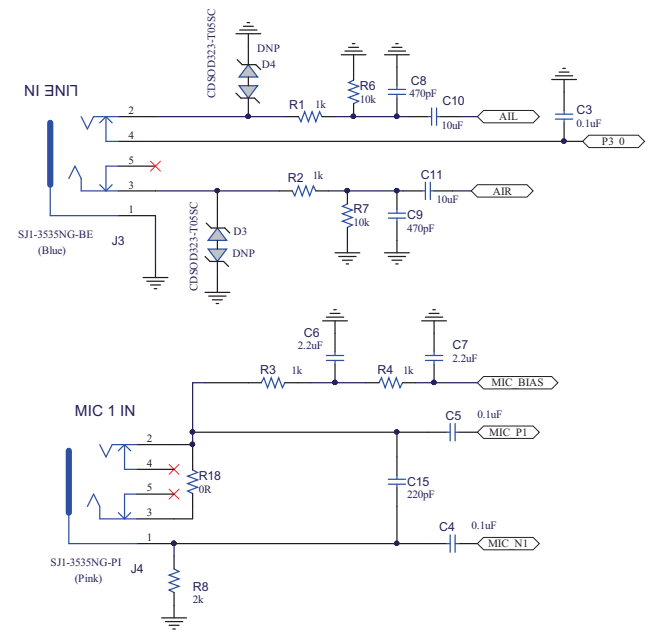 CDSOD323-T05SC
DNP
D4
LINE IN
2
R1 1k
R6
10k
C8
470pF
C10
10uF
AIL
C3
0.1uF
4
P3_0
5
3
R2 1k
C11
10uF
AIR
1
SJ1-3535NG-BE
(Blue)
J3
CDSOD323-T05SC
D3
DNP
R7
10k
C9
470pF
C6
2.2uF
C7
2.2uF
R3 1k
R4 1k
MIC_BIAS
MIC 1 IN
C5 0.1uF
MIC_P1
2
4
R18
0R
5
3
C15
220pF
1
C4 0.1uF
MIC_N1
SJ1-3535NG-PI
(Pink)
J4
R8
2k